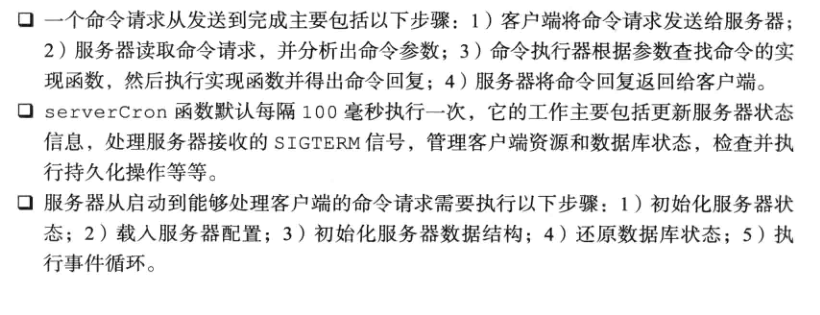 ❑ 一个命令请求从发送到完成主要包括以下步骤：1）客户端将命令请求发送给服务器；
2）服务器读取命令请求，并分析出命令参数；3）命令执行器根据参数查找命令的实
现函数，然后执行实现函数并得出命令回复；4）服务器将命令回复返回给客户端。
❑ serverCron 函数默认每隔 100 毫秒执行一次，它的工作主要包括更新服务器状态
信息，处理服务器接收的 SIGTERM 信号，管理客户端资源和数据库状态，检查并执
行持久化操作等等。
❑ 服务器从启动到能够处理客户端的命令请求需要执行以下步骤：1）初始化服务器状
态；2）载入服务器配置；3）初始化服务器数据结构；4）还原数据库状态；5）执
行事件循环。